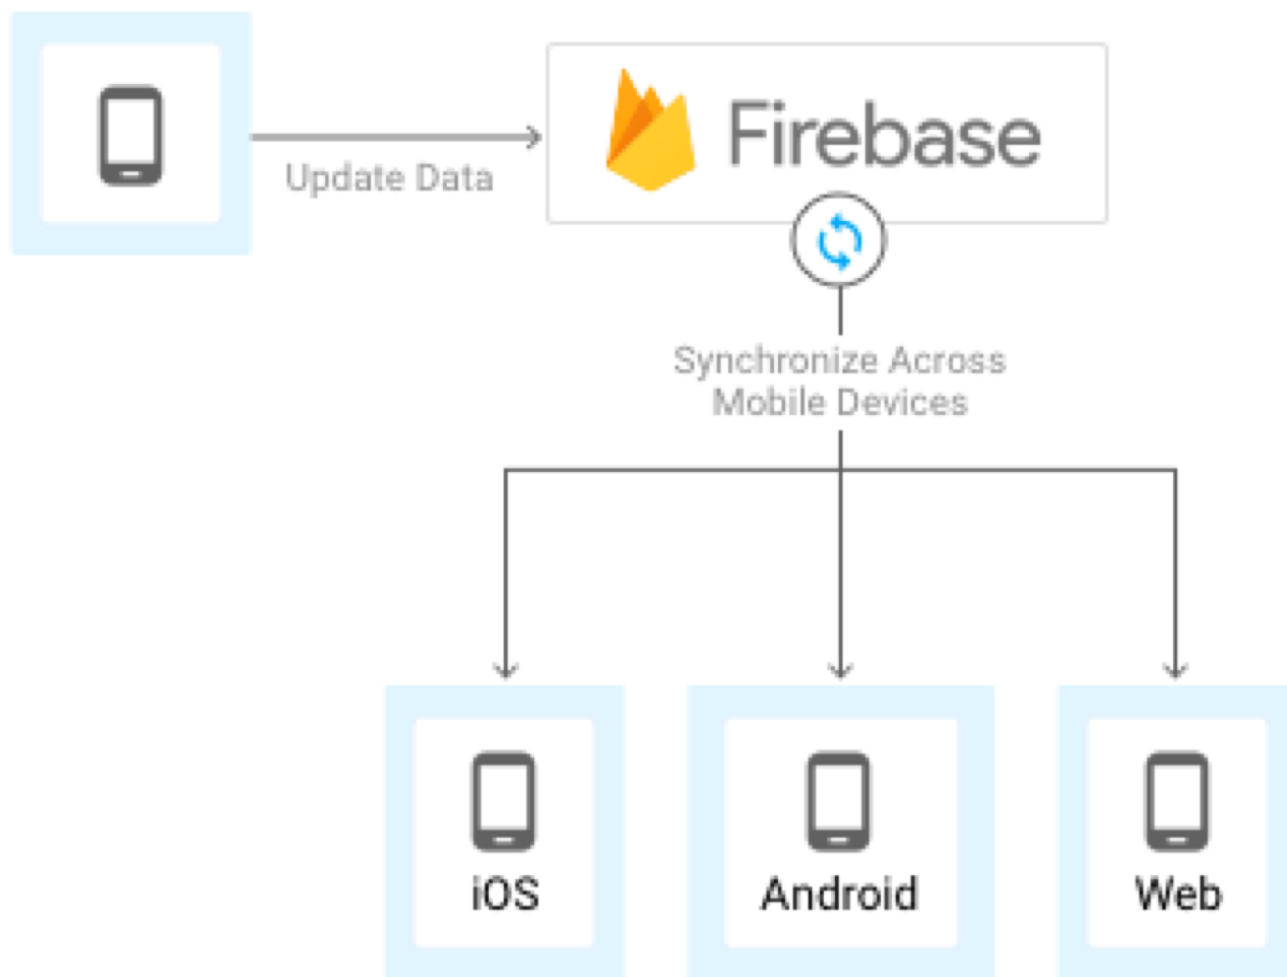 Firebase
Update Data
Synchronize Across
Mobile Devices
iOS
Android
Web